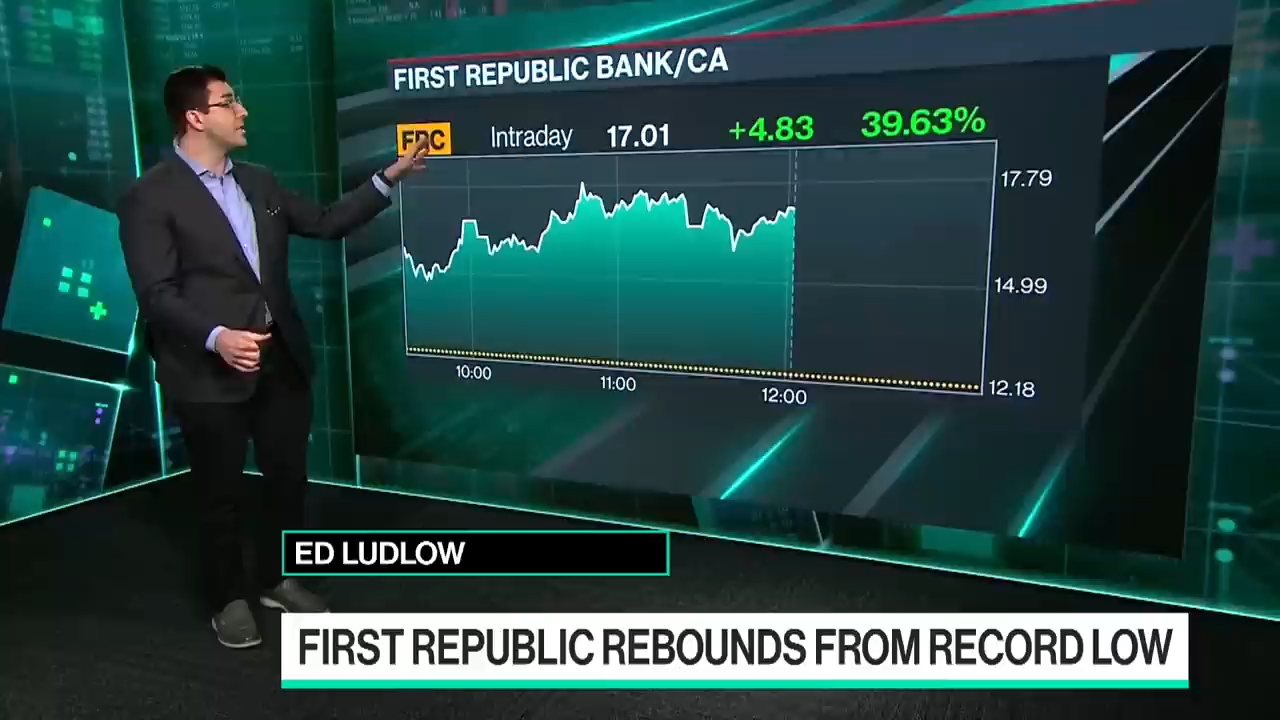 FIRST REPUBLIC BANK/CA
FRC Intraday 17.01 +4.83 39.63%
17.79
14.99
12.18
10:00 11:00 12:00
ED LUDLOW
FIRST REPUBLIC REBOUNDS FROM RECORD LOW